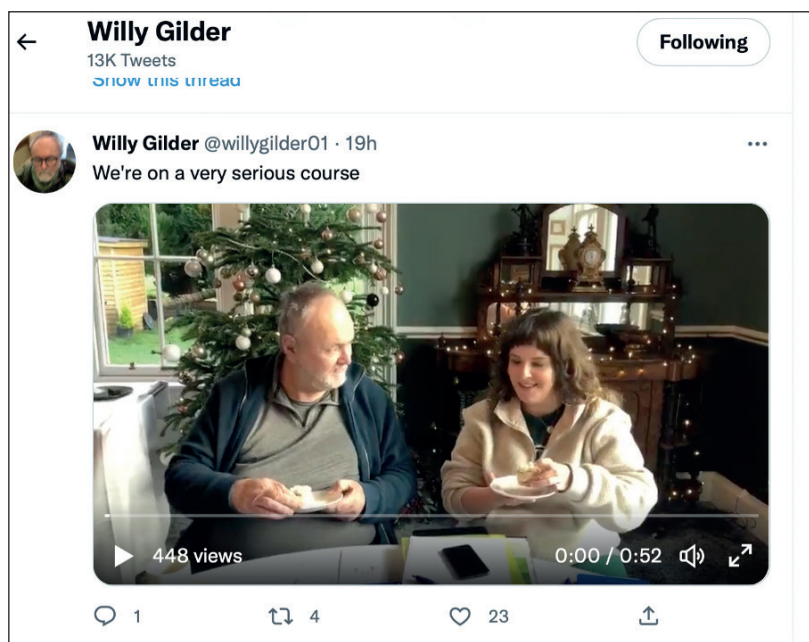 Willy Gilder
Following
13K Tweets
Show this thread
Willy Gilder @willygilder01 · 19h
We're on a very serious course
448 views
0:00 / 0:52
1
4
23